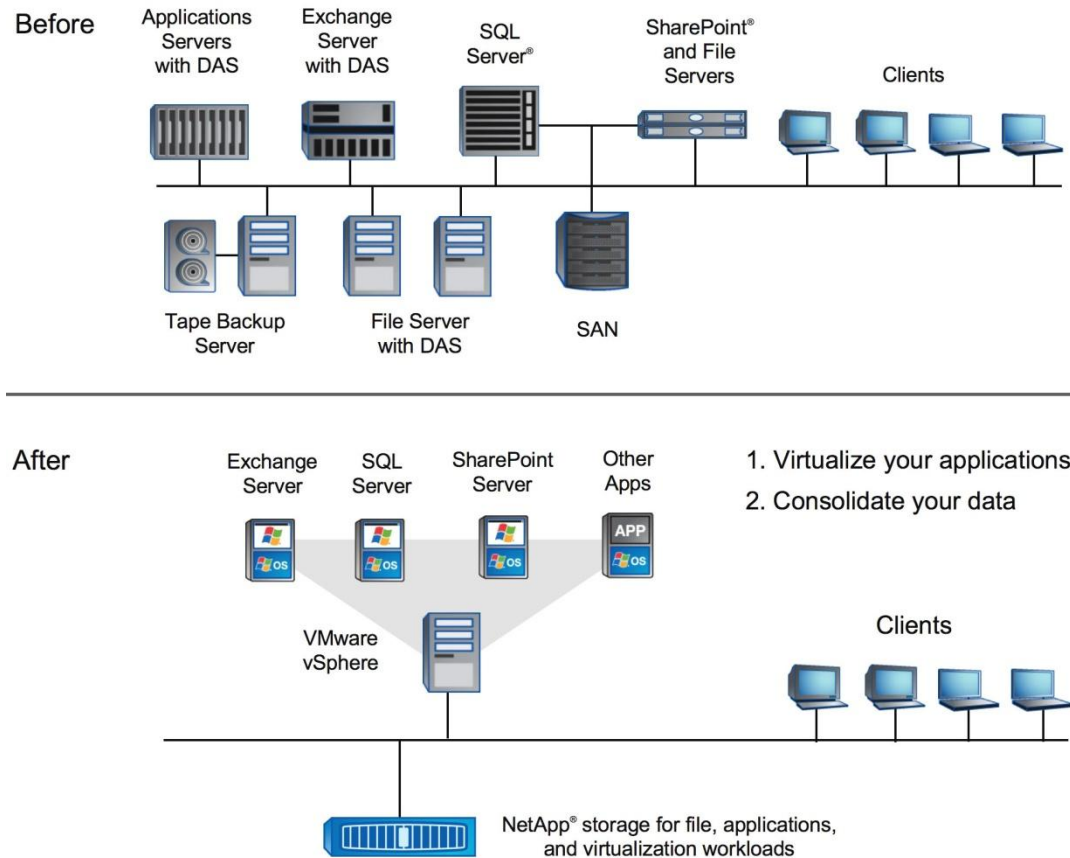 Before
Applications
Servers
with DAS
Exchange
Server
with DAS
SQL
Server®
SharePoint®
and File
Servers
Clients
Tape Backup
Server
File Server
with DAS
SAN
After
Exchange
Server
SQL
Server
SharePoint
Server
Other
Apps
1. Virtualize your applications
2. Consolidate your data
OS
OS
OS
APP
OS
VMware
vSphere
Clients
NetApp® storage for file, applications,
and virtualization workloads